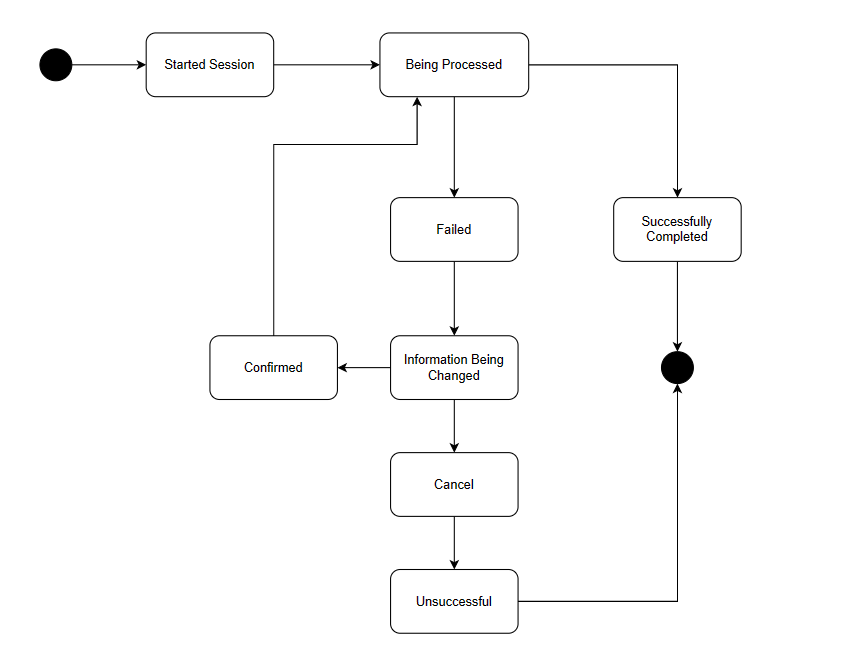 Started Session
Being Processed
Failed
Successfully
Completed
Confirmed
Information Being
Changed
Cancel
Unsuccessful